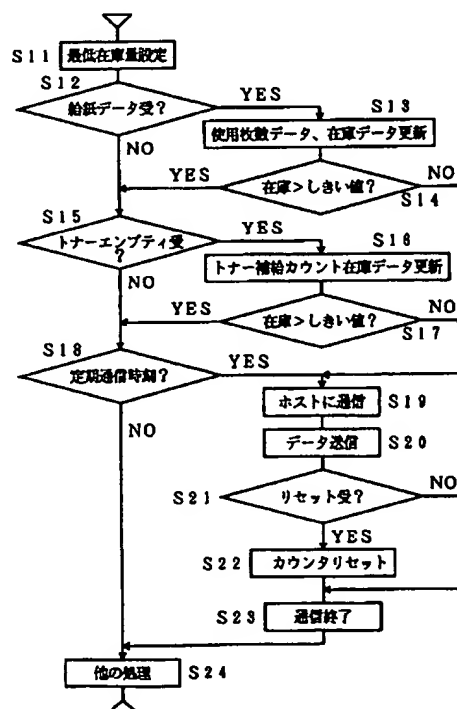 S11 最低在庫量設定
S12
給紙データ受？
YES
NO
S13
使用枚数データ、在庫データ更新
YES
在庫＞しきい値？
NO
S14
S15
トナーエンプティ受？
YES
NO
S16
トナー補給カウント在庫データ更新
YES
在庫＞しきい値？
NO
S17
S18
定期通信時刻？
YES
NO
ホストに通信 S19
データ送信 S20
S21
リセット受？
NO
YES
S22 カウンタリセット
S23 通信終了
他の処理 S24